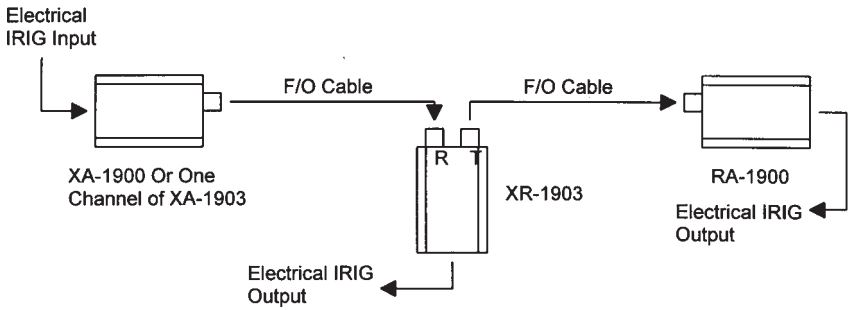 Electrical
IRIG Input
F/O Cable
F/O Cable
R T
XA-1900 Or One
Channel of XA-1903
XR-1903
RA-1900
Electrical IRIG
Output
Electrical IRIG
Output